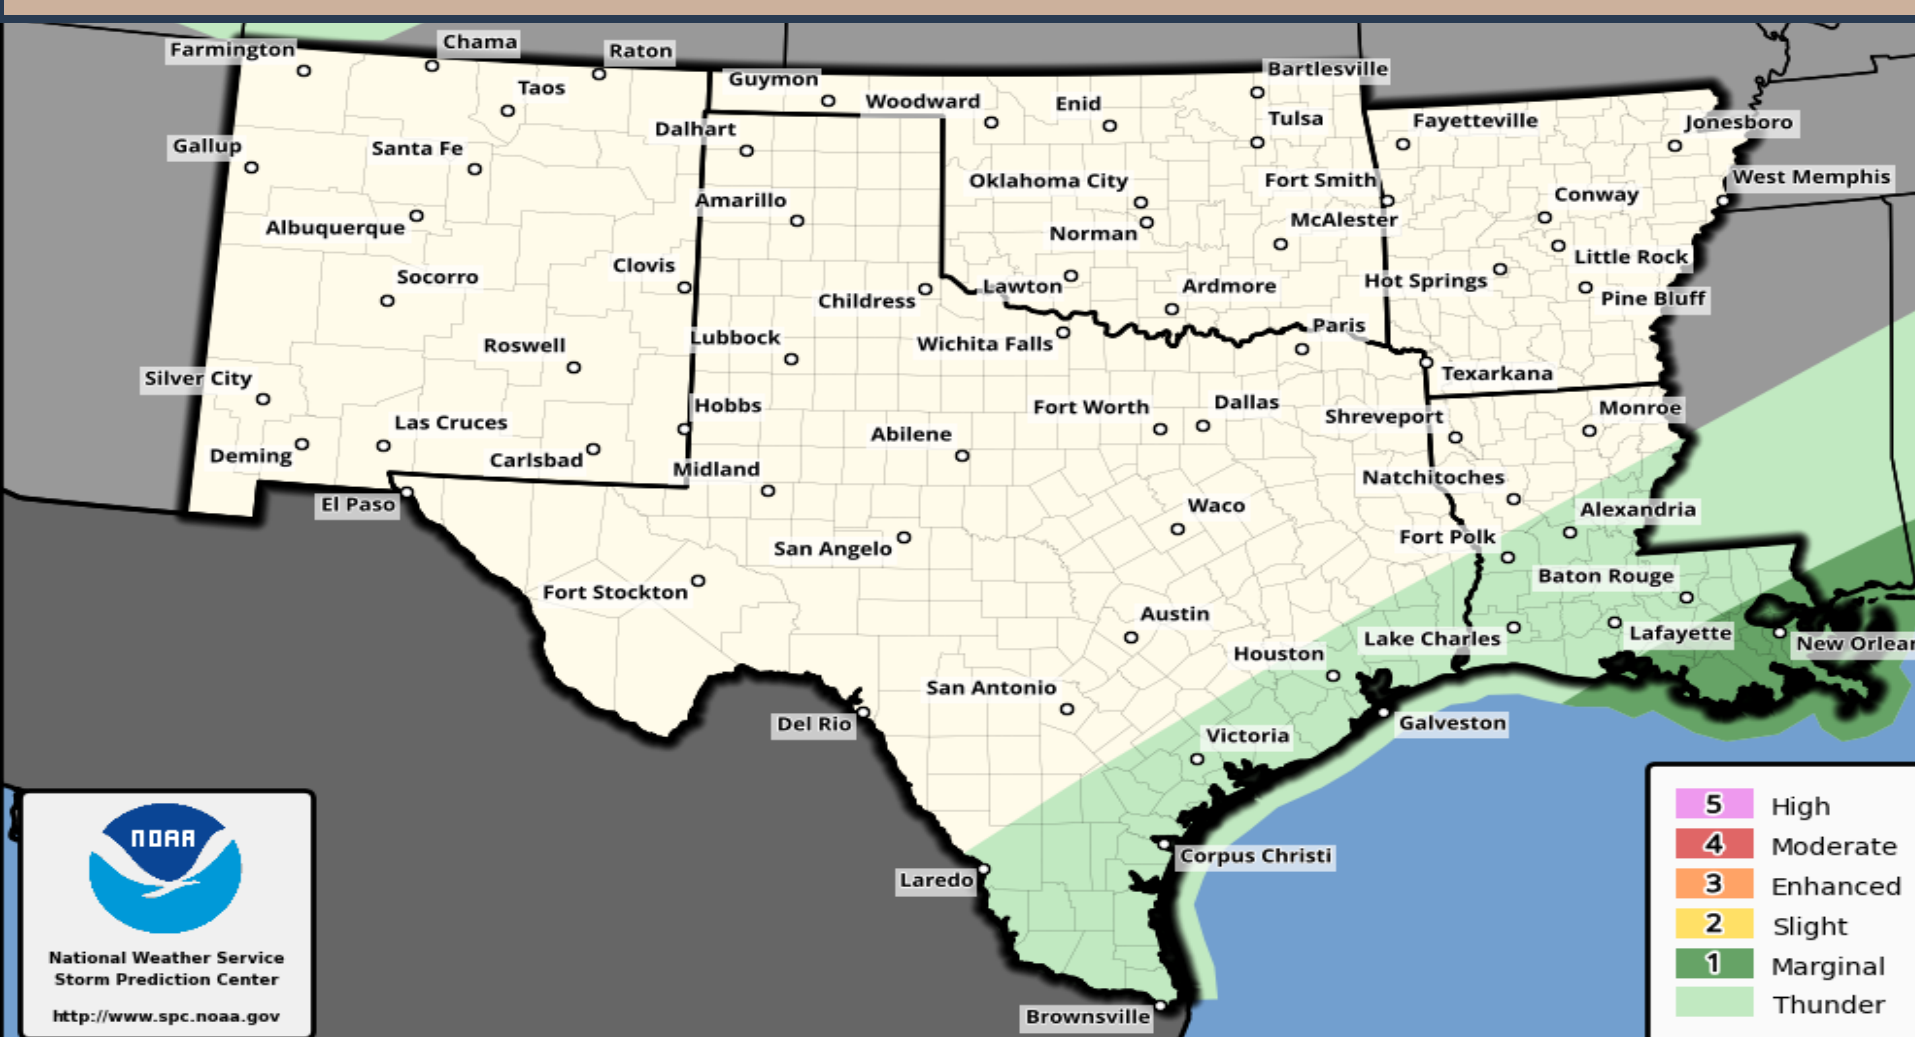 Farmington
Chama
Raton
Taos
Guymon
Woodward
Enid
Bartlesville
Tulsa
Fayetteville
Jonesboro
Gallup
Santa Fe
Dalhart
Oklahoma City
Fort Smith
West Memphis
Amarillo
Conway
Albuquerque
Norman
McAlester
Little Rock
Socorro
Clovis
Childress
Lawton
Ardmore
Hot Springs
Pine Bluff
Roswell
Lubbock
Wichita Falls
Paris
Silver City
Texarkana
Las Cruces
Hobbs
Fort Worth
Dallas
Shreveport
Monroe
Deming
Carlsbad
Midland
Abilene
Natchitoches
El Paso
Waco
Alexandria
San Angelo
Fort Polk
Fort Stockton
Baton Rouge
Austin
Lake Charles
Lafayette
New Orlear
Houston
San Antonio
Del Rio
Victoria
Galveston
Corpus Christi
Laredo
Brownsville
NOAA
National Weather Service
Storm Prediction Center
http://www.spc.noaa.gov
5 High
4 Moderate
3 Enhanced
2 Slight
1 Marginal
Thunder